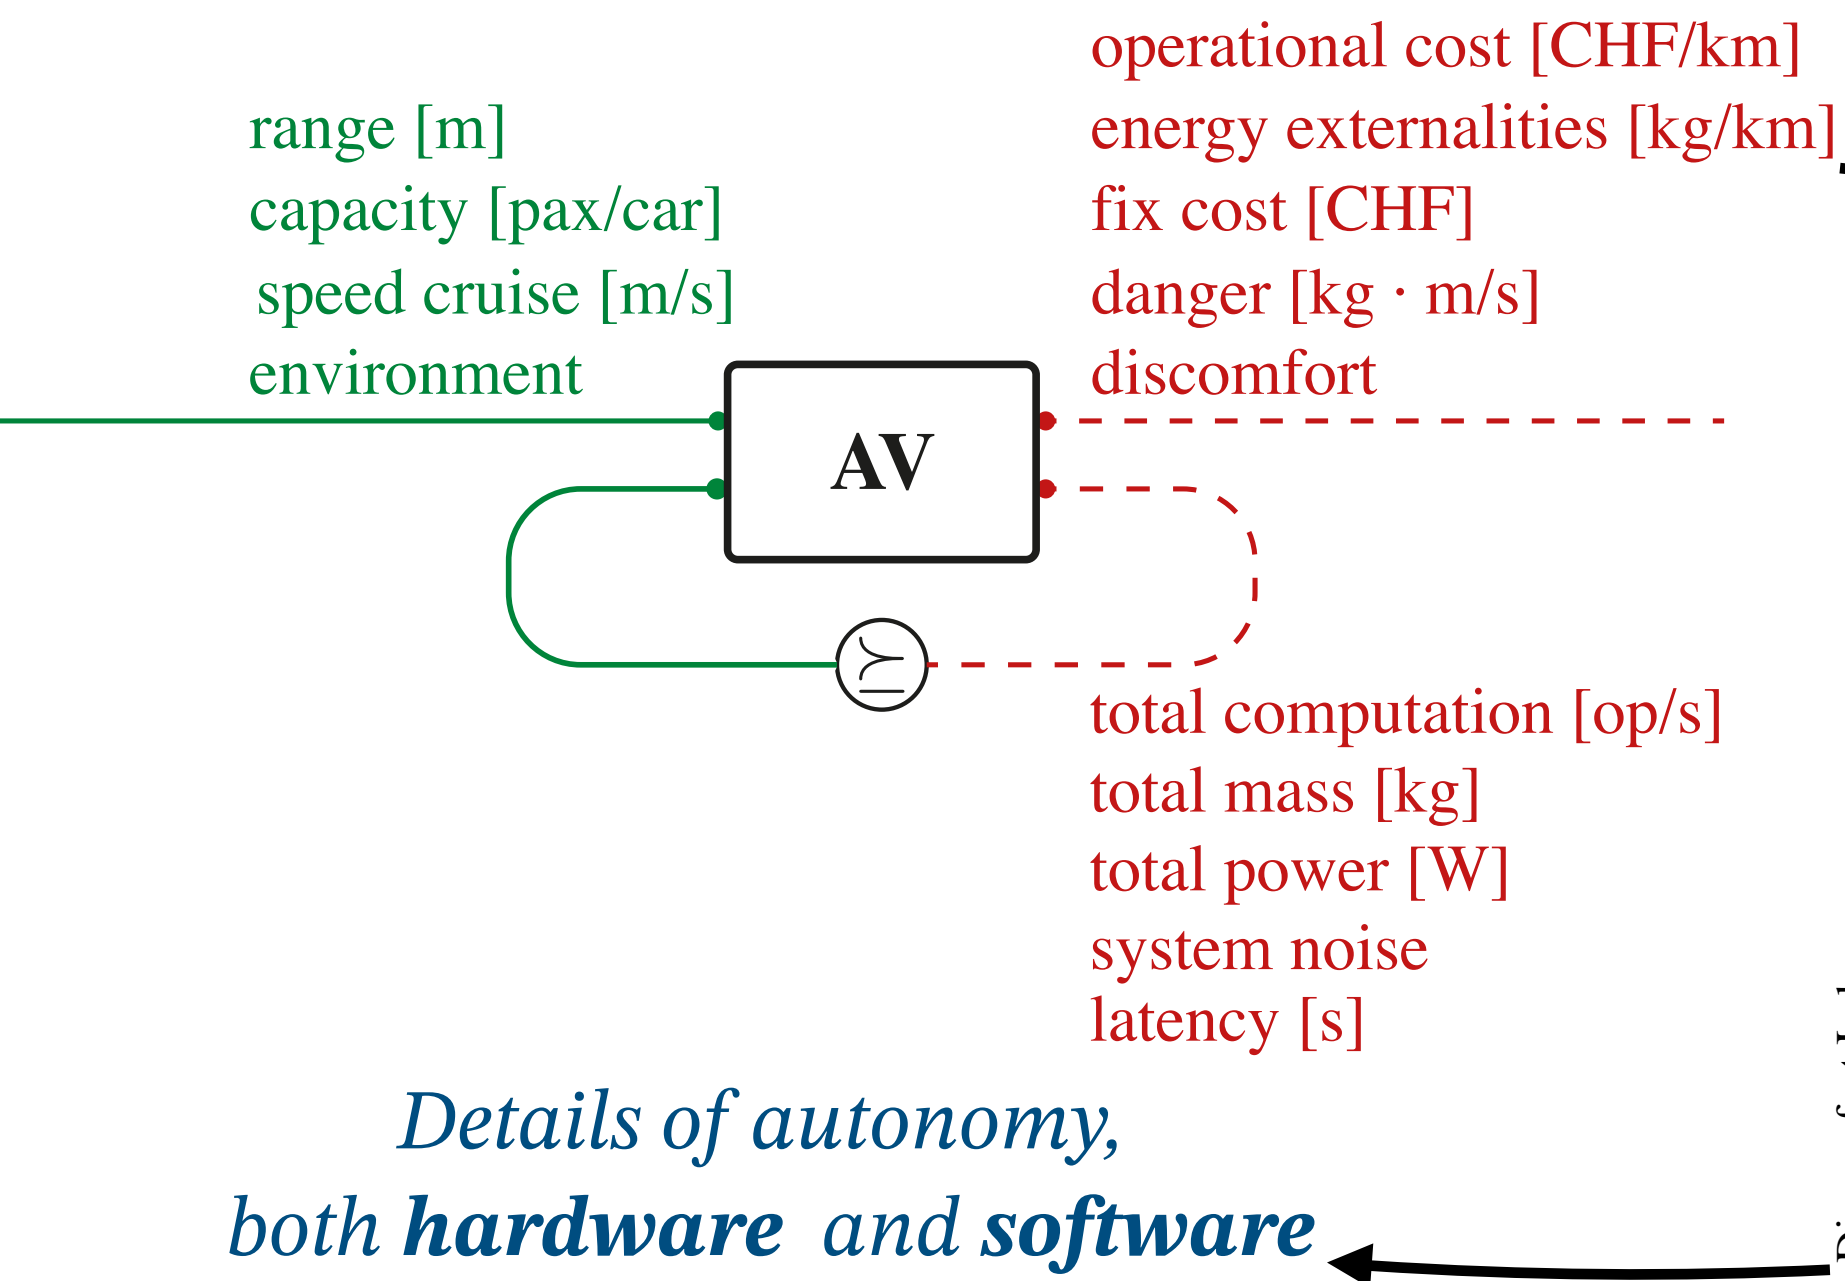 operational cost [CHF/km]
range [m]
energy externalities [kg/km]
capacity [pax/car]
fix cost [CHF]
speed cruise [m/s]
danger [kg · m/s]
environment
discomfort
AV
⪰
total computation [op/s]
total mass [kg]
total power [W]
system noise
latency [s]
Details of autonomy,
both hardware and software